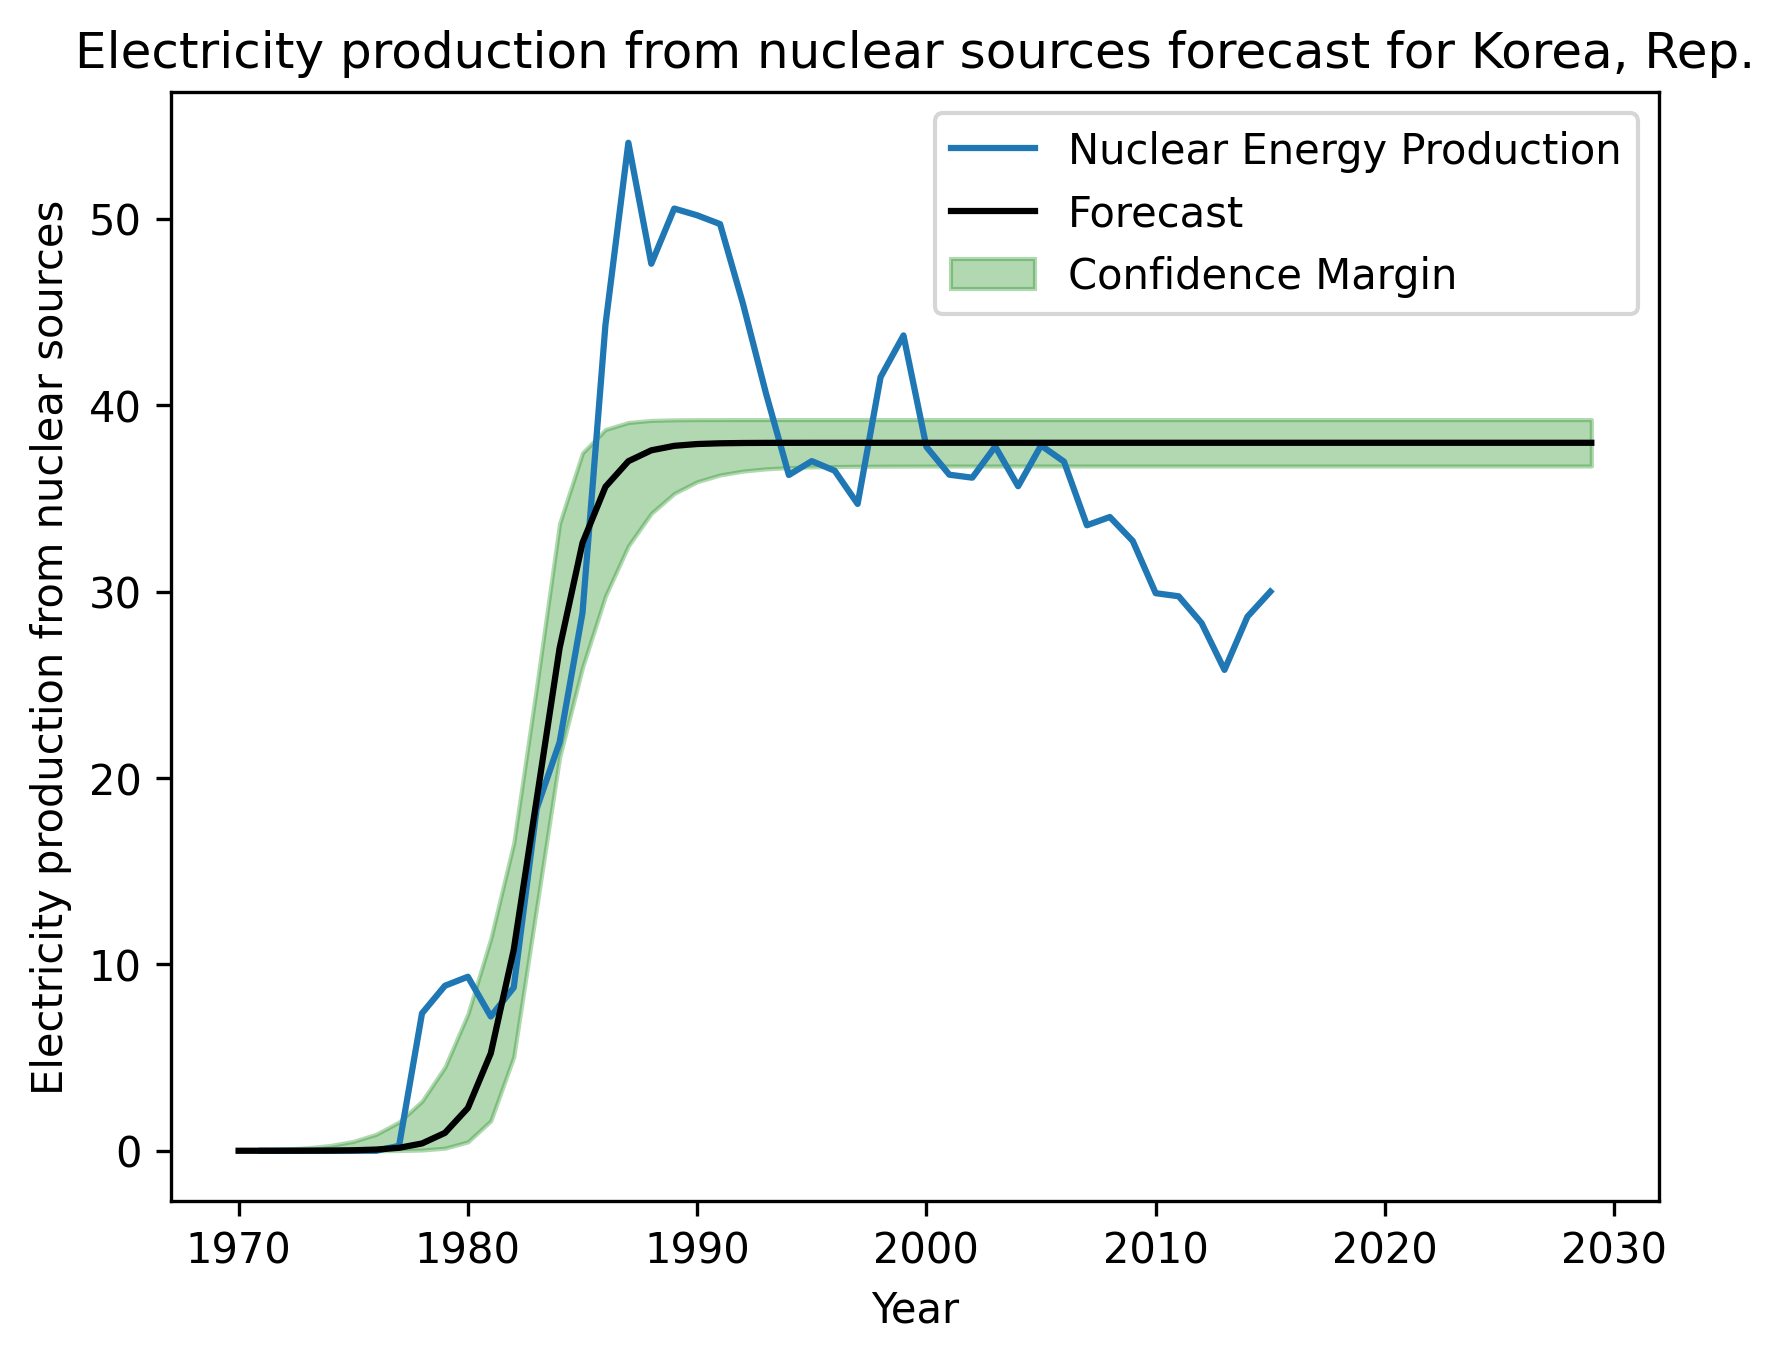 Electricity production from nuclear sources forecast for Korea, Rep.
Nuclear Energy Production
Forecast
Confidence Margin
Electricity production from nuclear sources
50
40
30
20
10
0
1970 1980 1990 2000 2010 2020 2030
Year